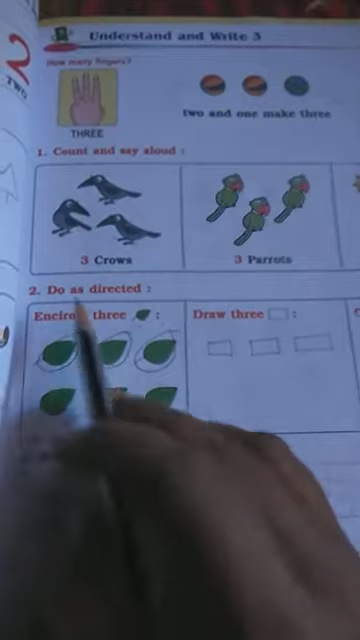 2
TWO
Understand and Write 3
How many fingers?
THREE
two and one make three
1. Count and say aloud :
3 Crows
3 Parrots
2. Do as directed :
three :
Draw three :